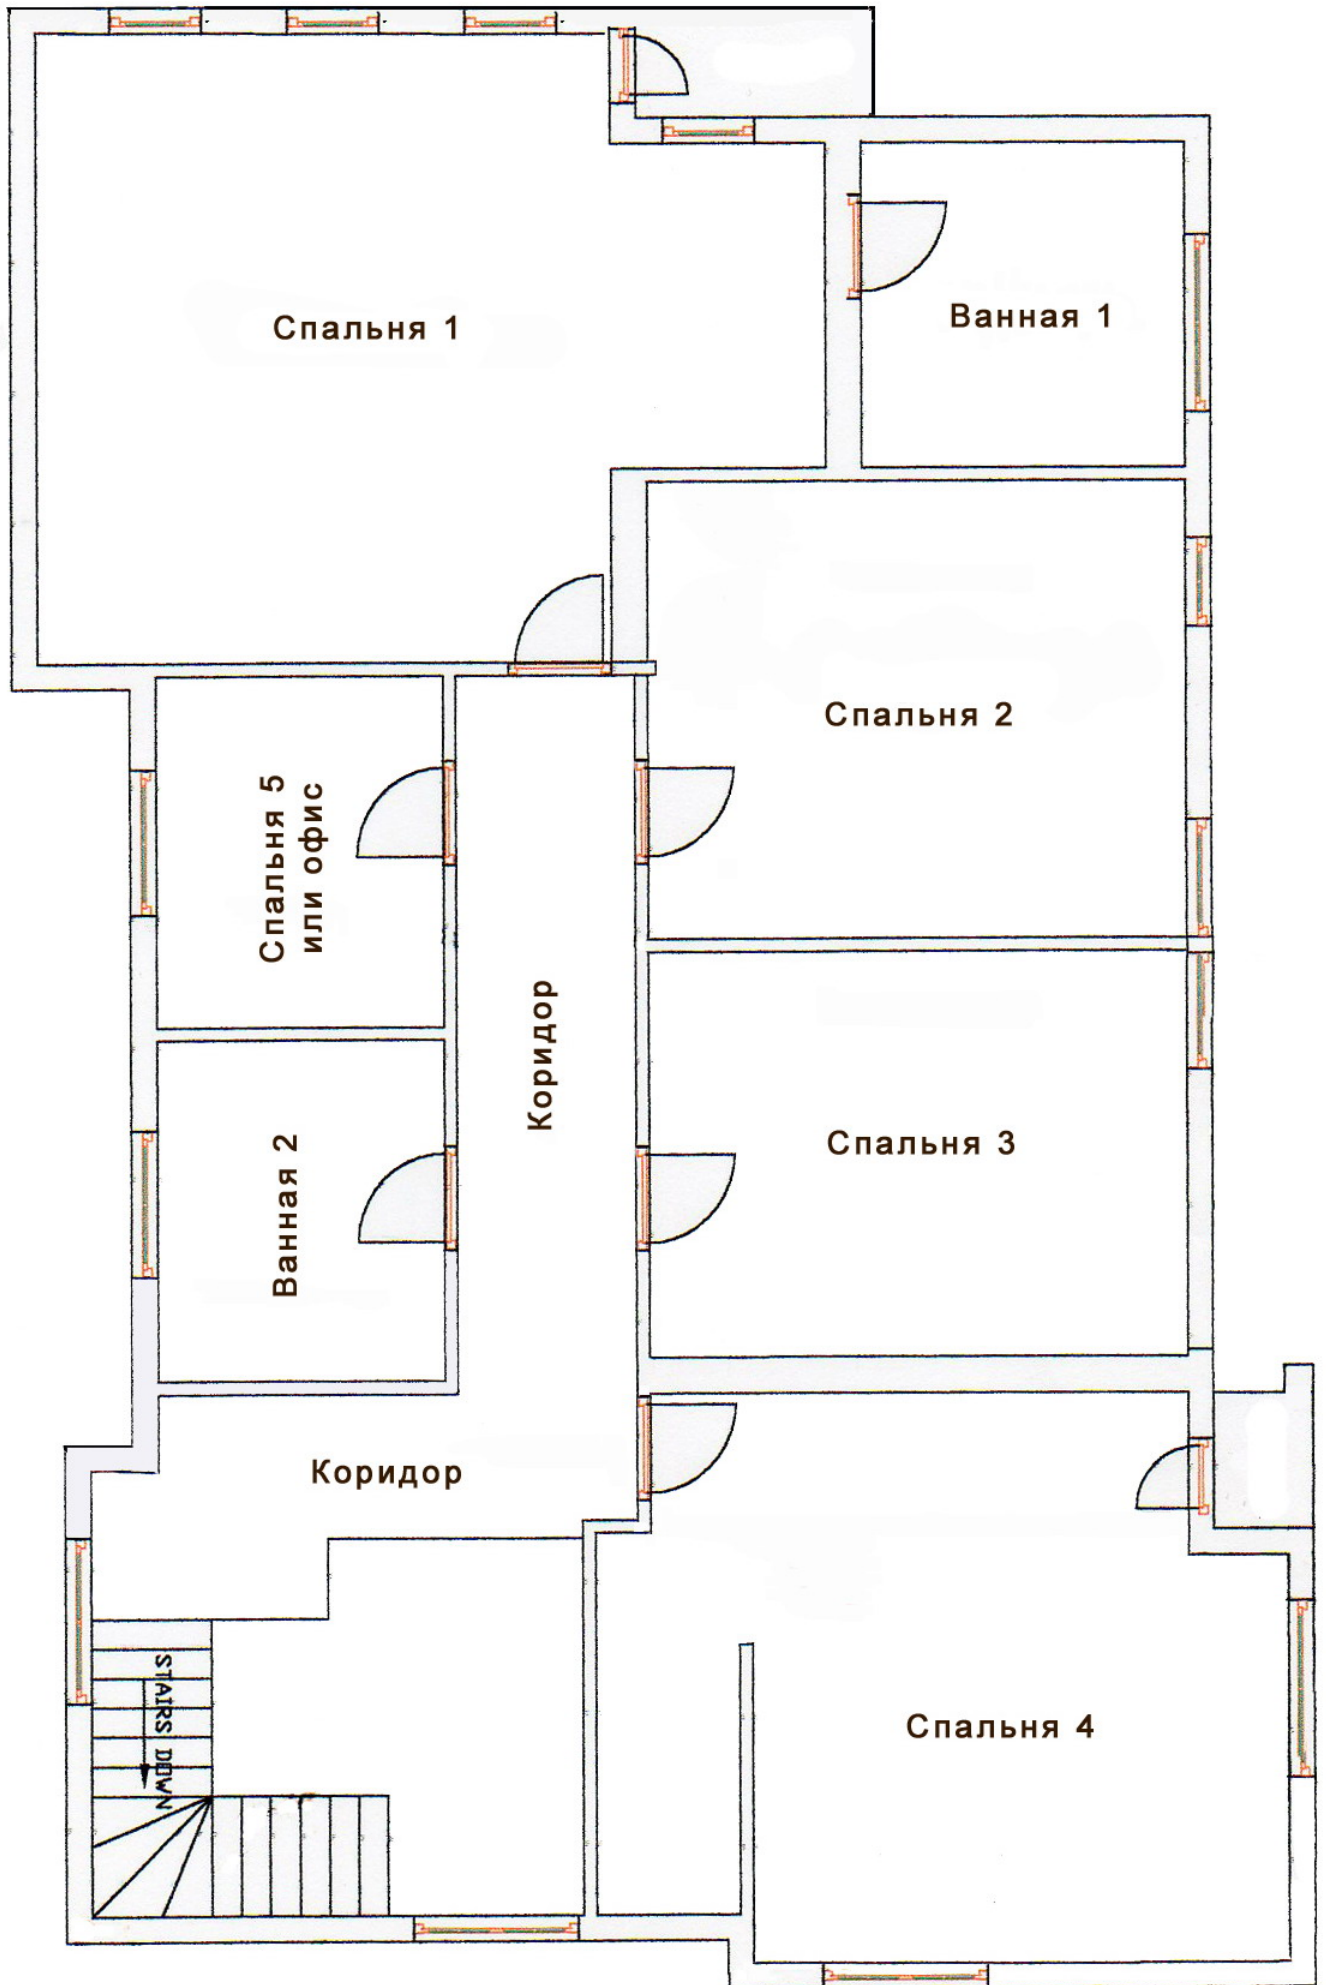 Спальня 1
Ванная 1
Спальня 2
Спальня 5
или офис
Коридор
Ванная 2
Спальня 3
Коридор
STAIRS DOWN
Спальня 4